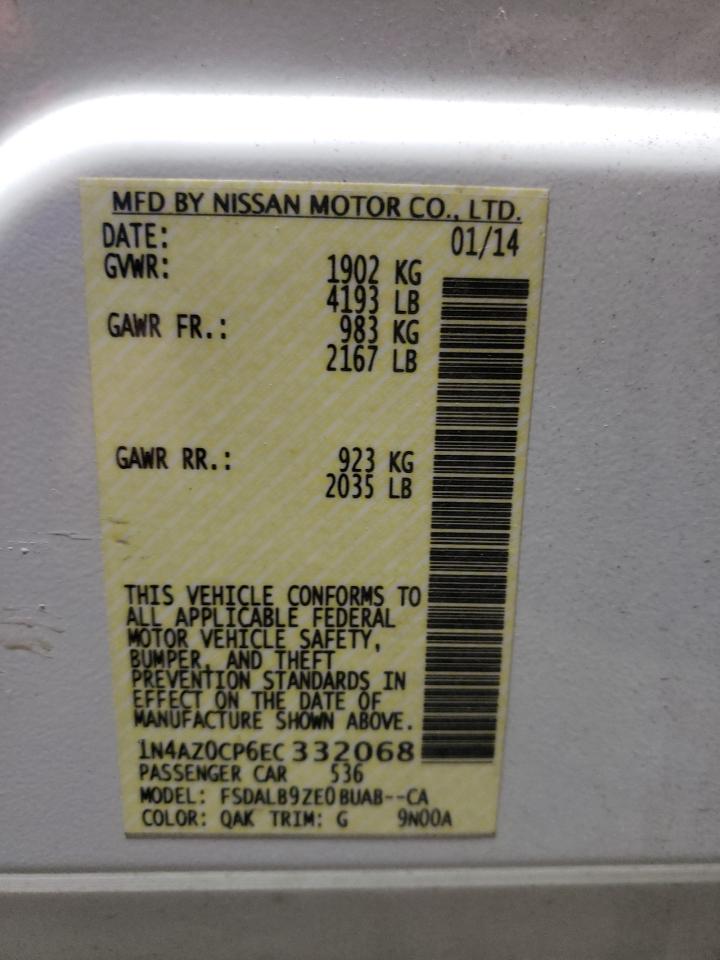 MFD BY NISSAN MOTOR CO., LTD.
DATE: 01/14
GVWR: 1902 KG
4193 LB
GAWR FR.: 983 KG
2167 LB
GAWR RR.: 923 KG
2035 LB
THIS VEHICLE CONFORMS TO
ALL APPLICABLE FEDERAL
MOTOR VEHICLE SAFETY,
BUMPER, AND THEFT
PREVENTION STANDARDS IN
EFFECT ON THE DATE OF
MANUFACTURE SHOWN ABOVE.
1N4AZ0CP6EC 332068
PASSENGER CAR 536
MODEL: FSDALB9ZE0BUAB--CA
COLOR: QAK TRIM: G 9N00A